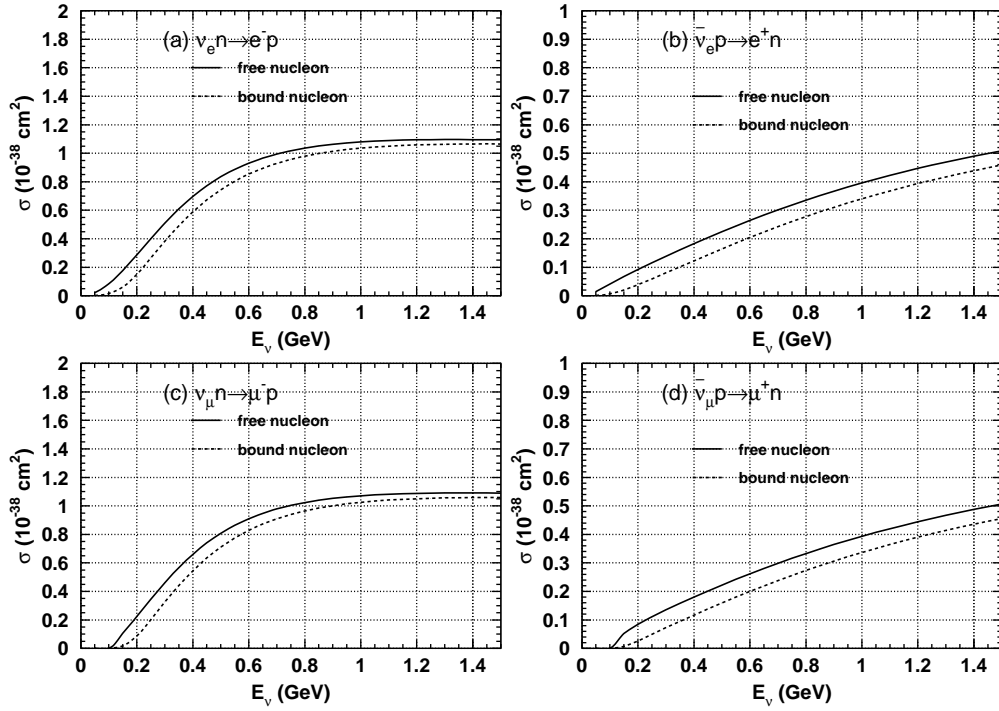 (a) νₑn→e⁻p
free nucleon
bound nucleon
σ (10⁻³⁸ cm²)
2
1.8
1.6
1.4
1.2
1
0.8
0.6
0.4
0.2
0
0 0.2 0.4 0.6 0.8 1 1.2 1.4
E_ν (GeV)
(b) ν̄ₑp→e⁺n
free nucleon
bound nucleon
σ (10⁻³⁸ cm²)
1
0.9
0.8
0.7
0.6
0.5
0.4
0.3
0.2
0.1
0
0 0.2 0.4 0.6 0.8 1 1.2 1.4
E_ν (GeV)
(c) ν_μn→μ⁻p
free nucleon
bound nucleon
σ (10⁻³⁸ cm²)
2
1.8
1.6
1.4
1.2
1
0.8
0.6
0.4
0.2
0
0 0.2 0.4 0.6 0.8 1 1.2 1.4
E_ν (GeV)
(d) ν̄_μp→μ⁺n
free nucleon
bound nucleon
σ (10⁻³⁸ cm²)
1
0.9
0.8
0.7
0.6
0.5
0.4
0.3
0.2
0.1
0
0 0.2 0.4 0.6 0.8 1 1.2 1.4
E_ν (GeV)